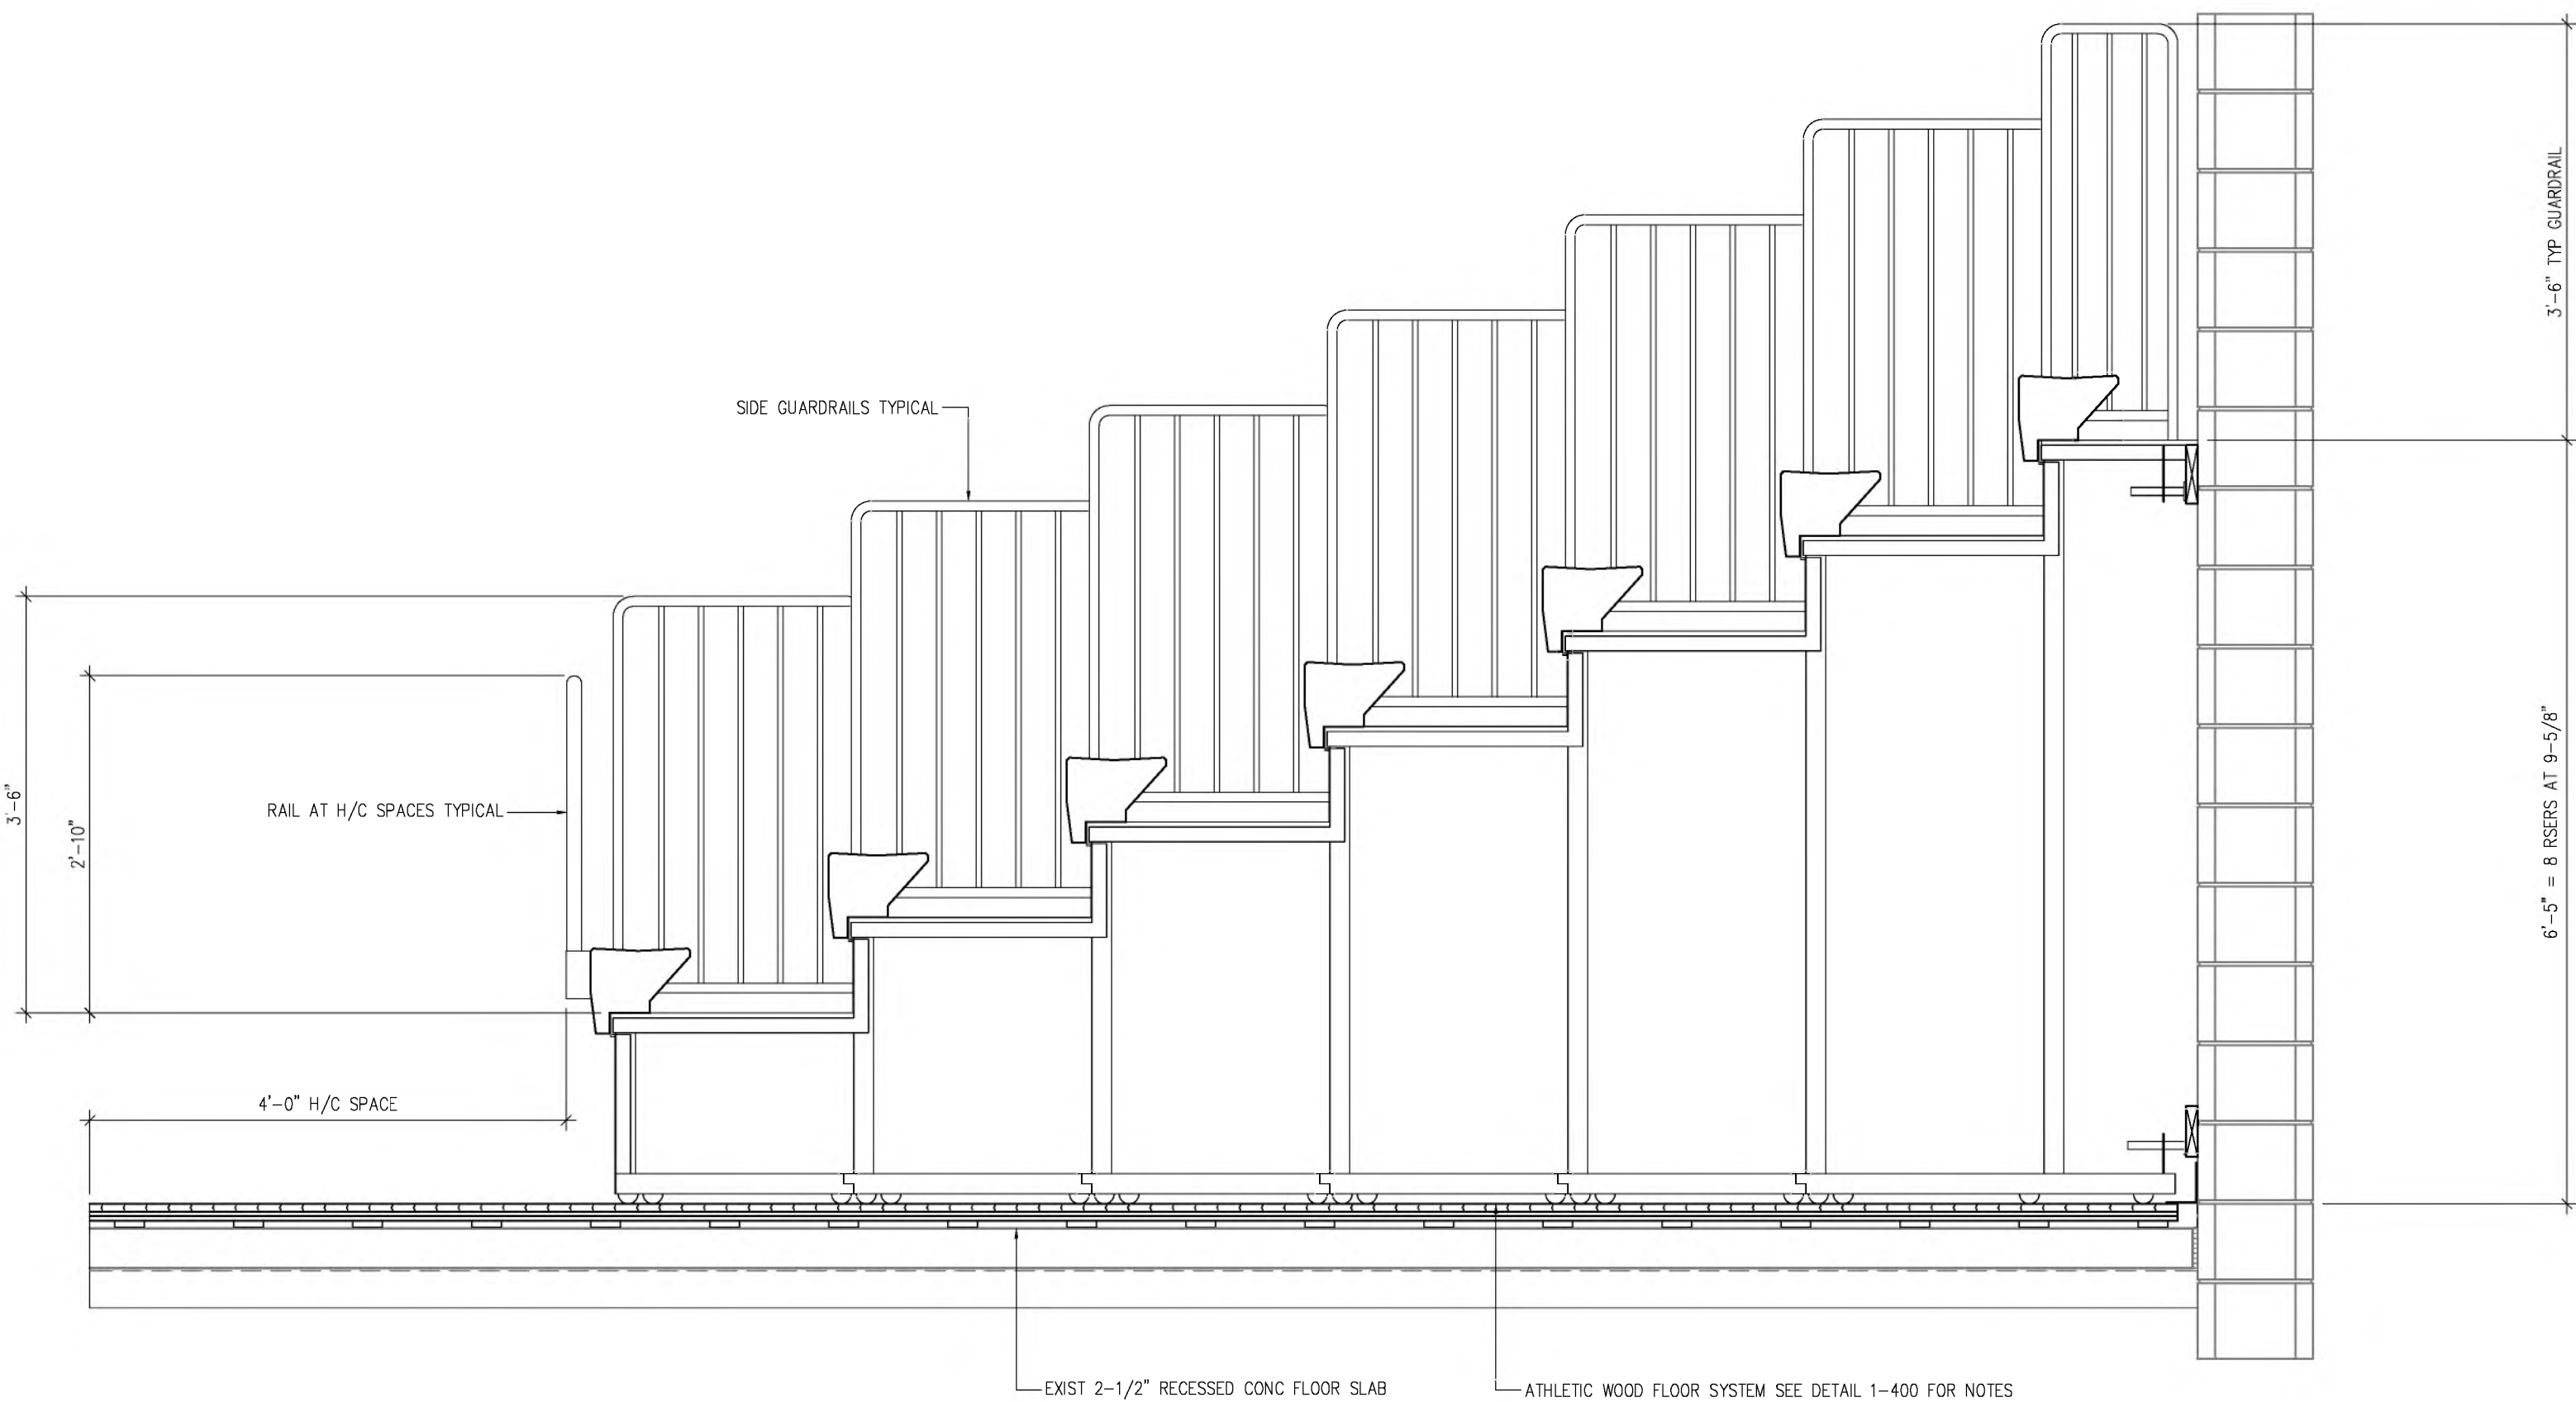 3'-6" TYP GUARDRAIL
SIDE GUARDRAILS TYPICAL
3'-6"
2'-10"
RAIL AT H/C SPACES TYPICAL
6'-5" = 8 RSERS AT 9-5/8"
4'-0" H/C SPACE
EXIST 2-1/2" RECESSED CONC FLOOR SLAB
ATHLETIC WOOD FLOOR SYSTEM SEE DETAIL 1-400 FOR NOTES